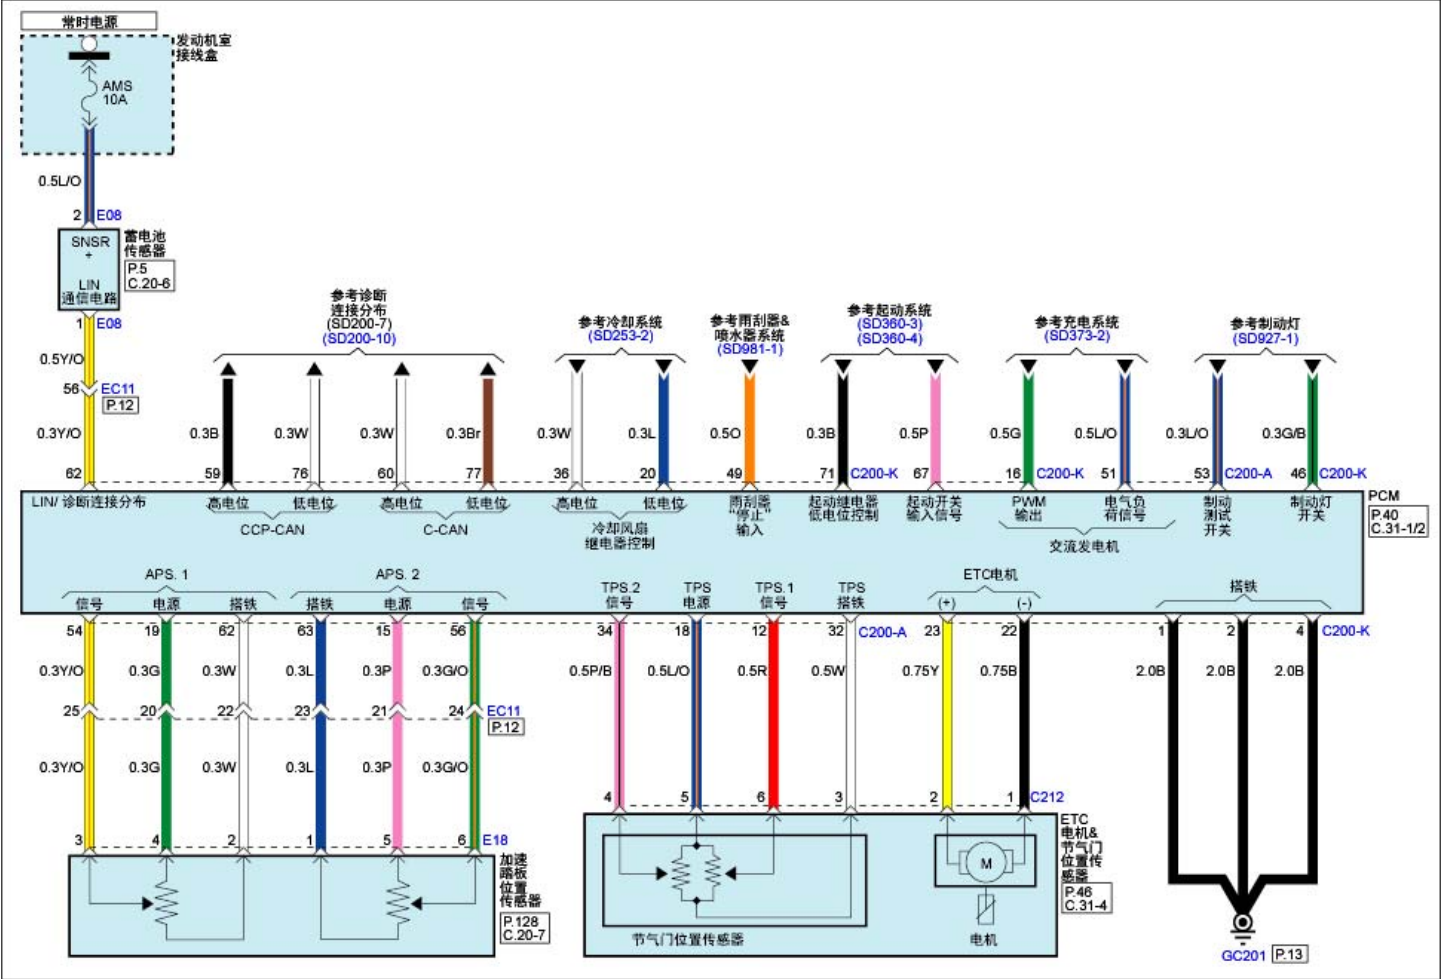 常时电源
发动机室
接线盒
AMS
10A
0.5L/O
2 E08
SNSR
+
LIN
通信电路
蓄电池
传感器
P.5
C.20-6
1 E08
0.5Y/O
56 EC11
P.12
0.3Y/O
62
参考诊断
连接分布
(SD200-7)
(SD200-10)
参考冷却系统
(SD253-2)
参考雨刮器&
喷水器系统
(SD981-1)
参考起动系统
(SD360-3)
(SD360-4)
参考充电系统
(SD373-2)
参考制动灯
(SD927-1)
0.3B 0.3W 0.3W 0.3Br 0.3W 0.3L 0.5O 0.3B 0.5P 0.5G 0.5L/O 0.3L/O 0.3G/B
59 76 60 77 36 20 49 71 C200-K 67 16 C200-K 51 53 C200-A 46 C200-K
LIN/ 诊断连接分布
高电位 低电位
CCP-CAN
高电位 低电位
C-CAN
高电位 低电位
冷却风扇
继电器控制
雨刮器
“停止”
输入
起动继电器
低电位控制
起动开关
输入信号
PWM
输出
电气负
荷信号
交流发电机
制动
测试
开关
制动灯
开关
PCM
P.40
C.31-1/2
APS. 1
信号 电源 搭铁
APS. 2
搭铁 电源 信号
TPS.2
信号
TPS
电源
TPS.1
信号
TPS
搭铁
ETC电机
(+) (-)
搭铁
54 19 62 63 15 56 34 18 12 32 C200-A 23 22 1 2 4 C200-K
0.3Y/O 0.3G 0.3W 0.3L 0.3P 0.3G/O 0.5P/B 0.5L/O 0.5R 0.5W 0.75Y 0.75B 2.0B 2.0B 2.0B
25 20 22 23 21 24 EC11
P.12
0.3Y/O 0.3G 0.3W 0.3L 0.3P 0.3G/O
4 5 6 3 2 1 C212
3 4 2 1 5 6 E18
加速
踏板
位置
传感器
P.128
C.20-7
ETC
电机&
节气门
位置传
感器
P.46
C.31-4
M
节气门位置传感器
电机
GC201 P.13